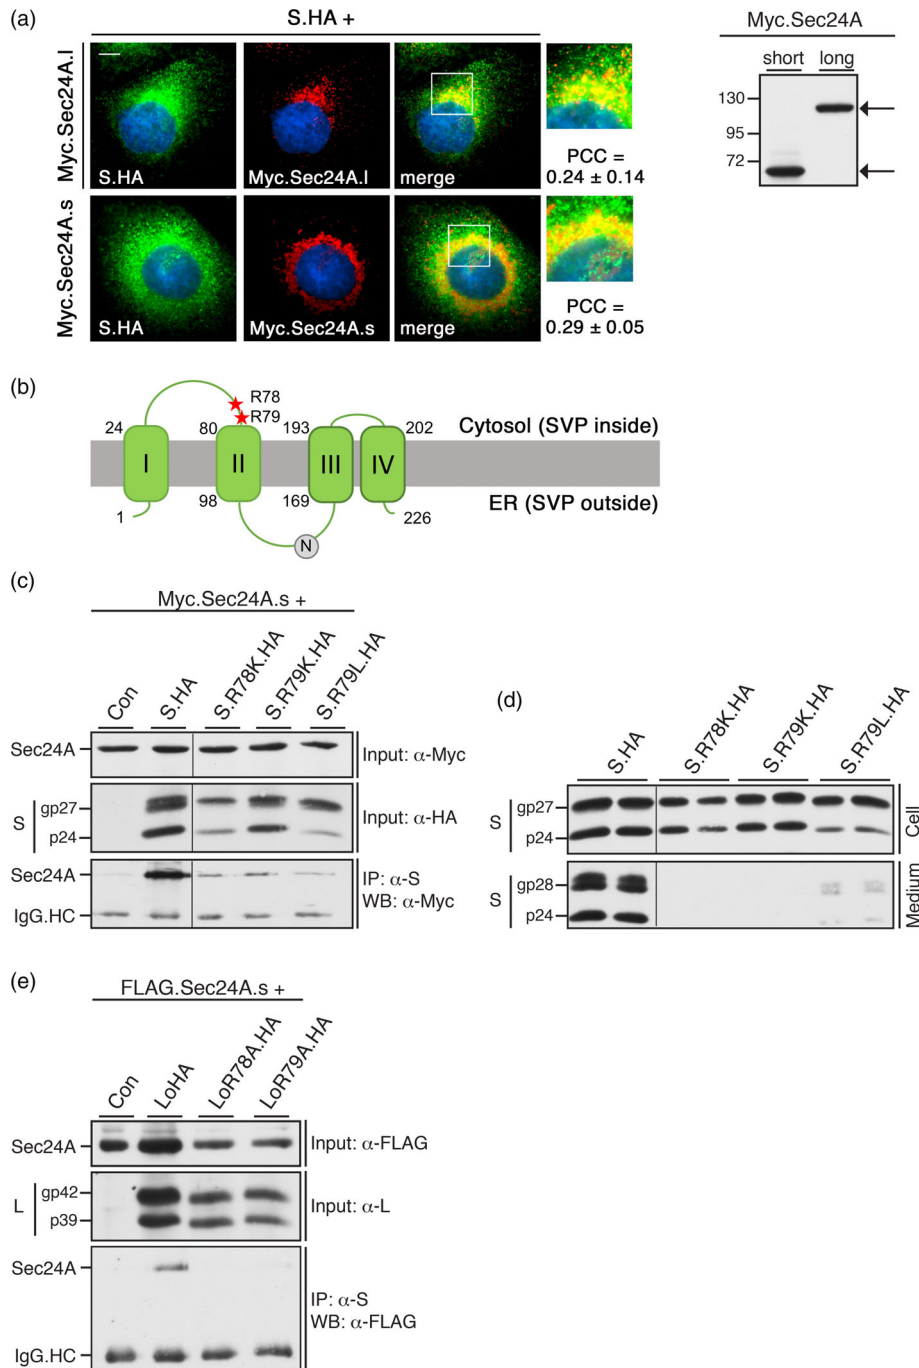 (a)
S.HA +
Myc.Sec24A.l
S.HA
Myc.Sec24A.l
merge
PCC =
0.24 ± 0.14
Myc.Sec24A.s
S.HA
Myc.Sec24A.s
merge
PCC =
0.29 ± 0.05
Myc.Sec24A
short
long
130
95
72
(b)
R78
R79
24
80
193
202
Cytosol (SVP inside)
I
II
III
IV
1
98
169
226
ER (SVP outside)
N
(c)
Myc.Sec24A.s +
Con
S.HA
S.R78K.HA
S.R79K.HA
S.R79L.HA
Sec24A
Input: α-Myc
S
gp27
p24
Input: α-HA
Sec24A
IgG.HC
IP: α-S
WB: α-Myc
(d)
S.HA
S.R78K.HA
S.R79K.HA
S.R79L.HA
S
gp27
p24
Cell
S
gp28
p24
Medium
(e)
FLAG.Sec24A.s +
Con
LoHA
LoR78A.HA
LoR79A.HA
Sec24A
Input: α-FLAG
L
gp42
p39
Input: α-L
Sec24A
IgG.HC
IP: α-S
WB: α-FLAG